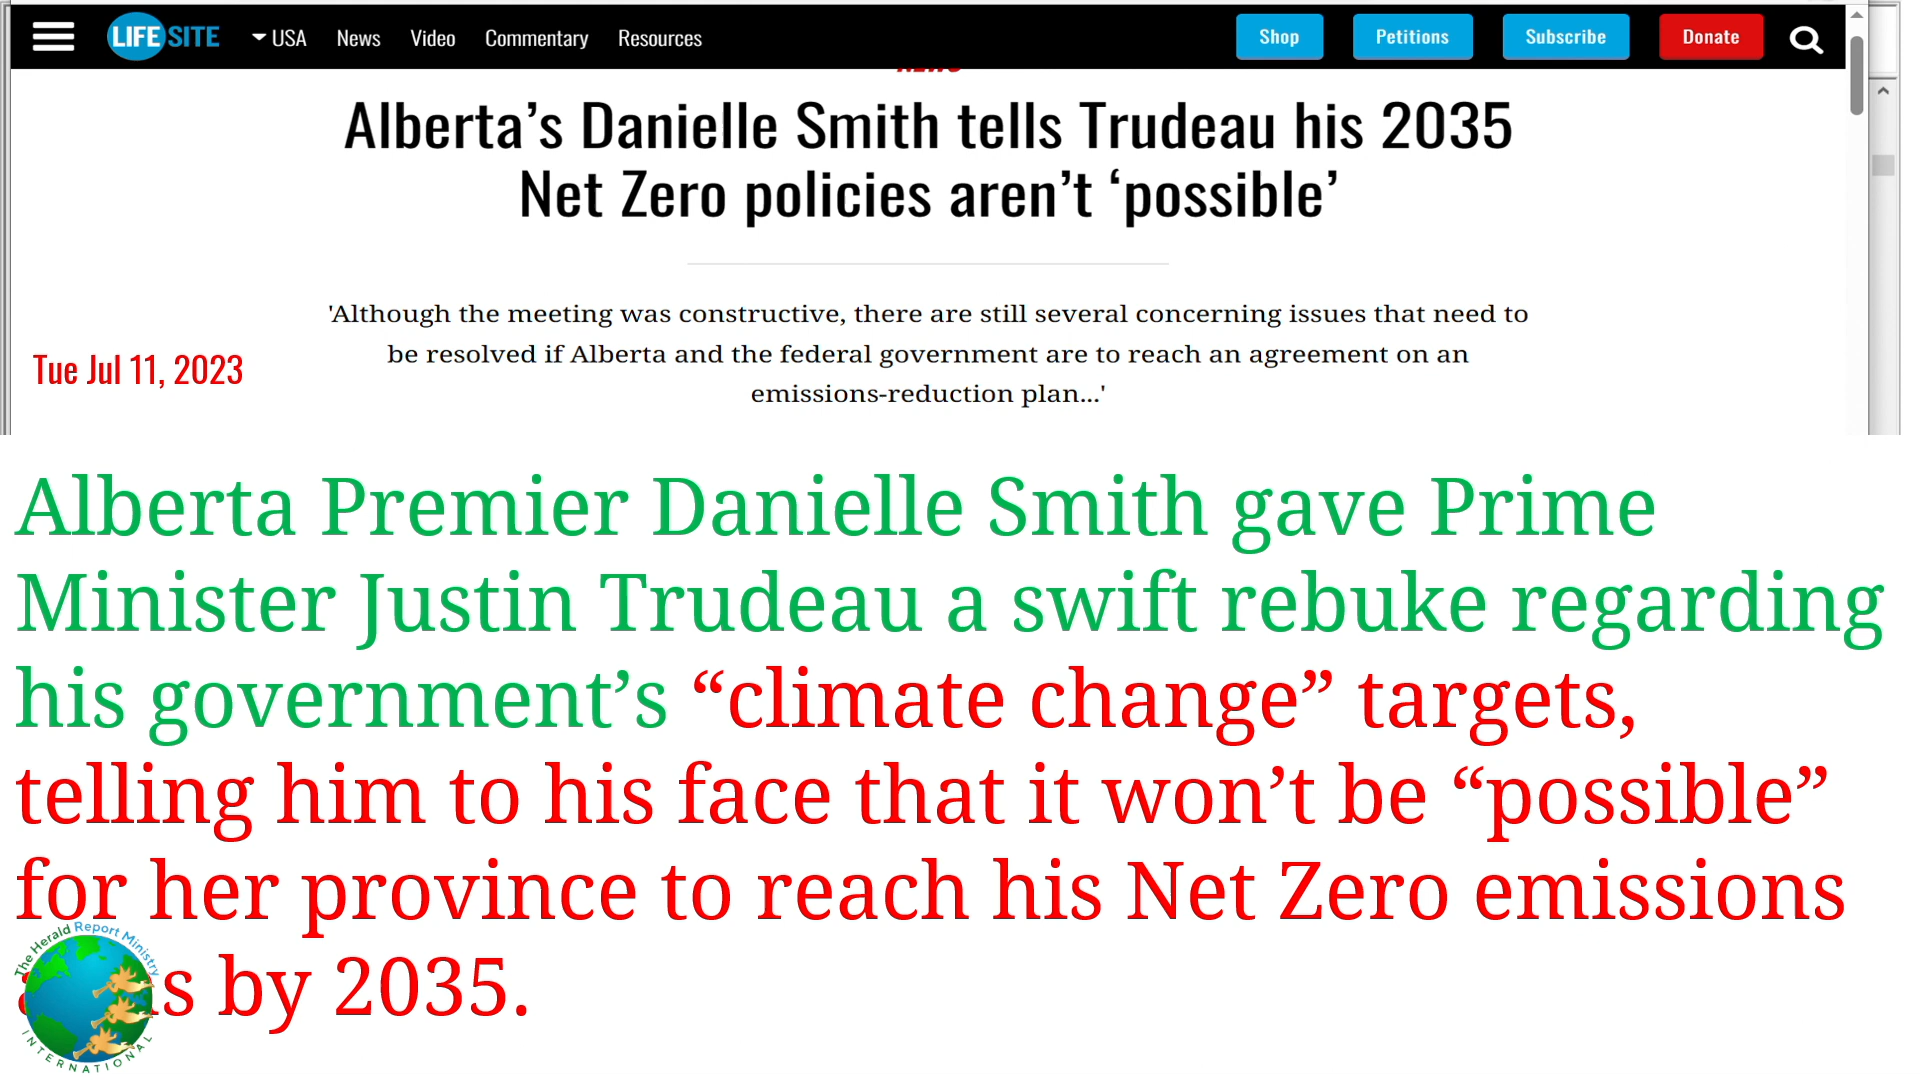 LIFE SITE USA News Video Commentary Resources Shop Petitions Subscribe Donate
Alberta’s Danielle Smith tells Trudeau his 2035
Net Zero policies aren’t ‘possible’
'Although the meeting was constructive, there are still several concerning issues that need to
be resolved if Alberta and the federal government are to reach an agreement on an
emissions-reduction plan...'
Tue Jul 11, 2023
Alberta Premier Danielle Smith gave Prime
Minister Justin Trudeau a swift rebuke regarding
his government’s “climate change” targets,
telling him to his face that it won’t be “possible”
for her province to reach his Net Zero emissions
by 2035.
The Herald Report Ministry
INTERNATIONAL